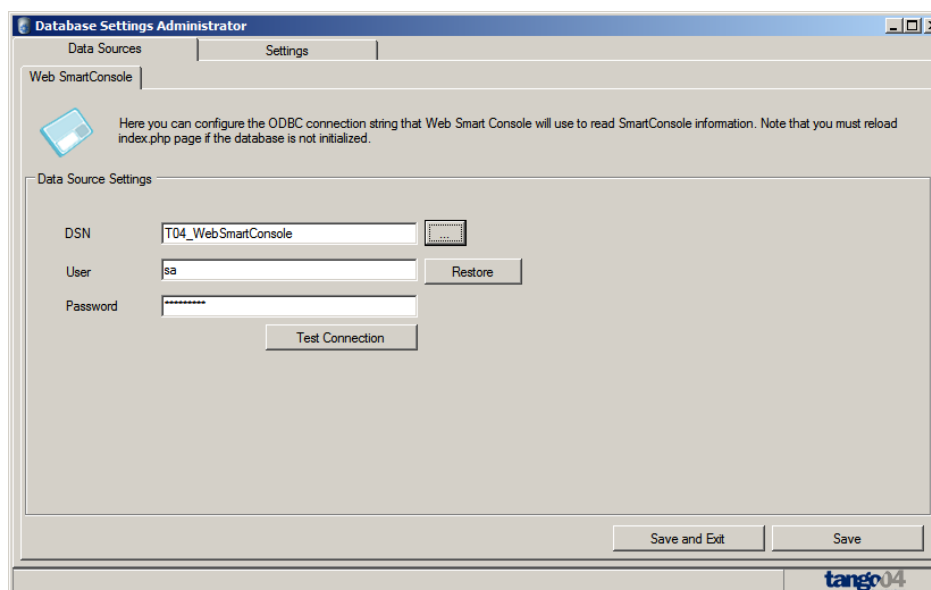 Database Settings Administrator
Data Sources
Settings
Web SmartConsole
Here you can configure the ODBC connection string that Web Smart Console will use to read SmartConsole information. Note that you must reload
index.php page if the database is not initialized.
Data Source Settings
DSN
T04_WebSmartConsole
...
User
sa
Restore
Password
*********
Test Connection
Save and Exit
Save
tango04